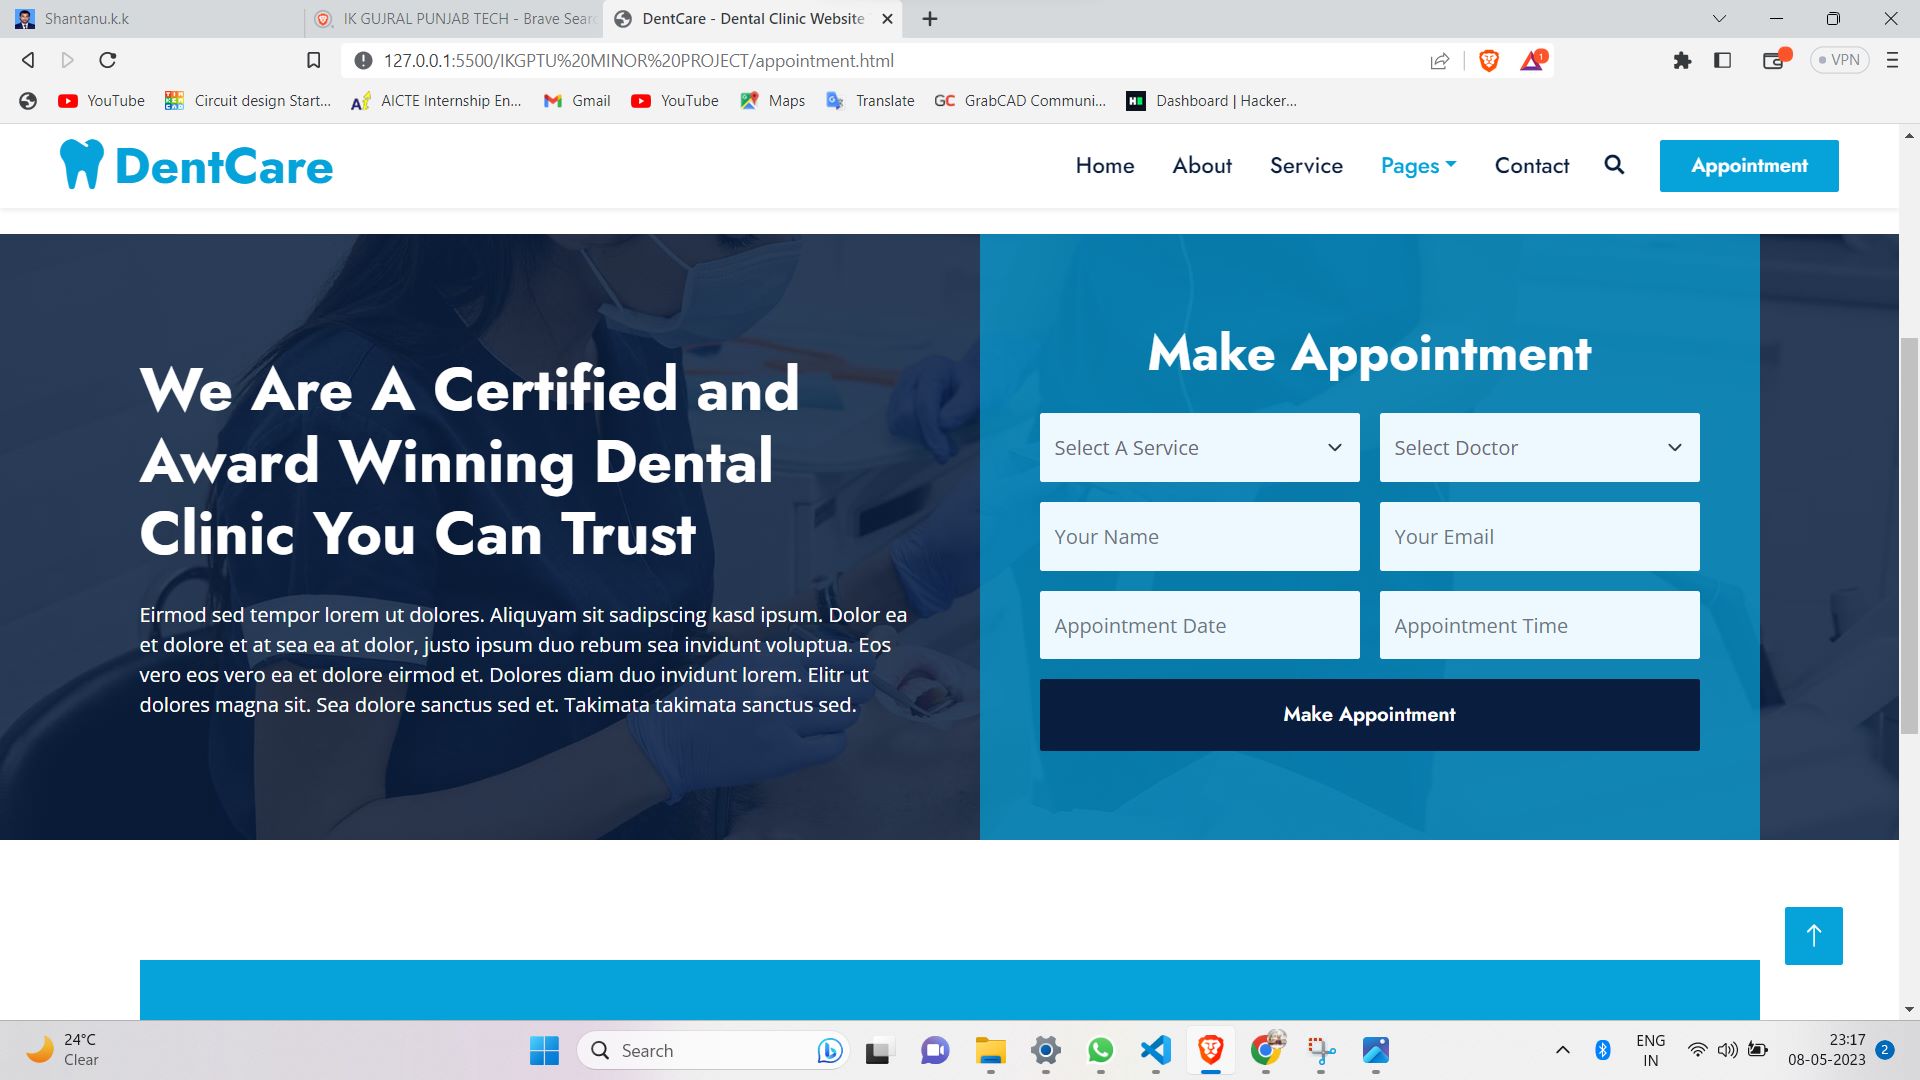 Shantanu.k.k
IK GUJRAL PUNJAB TECH - Brave Sear
DentCare - Dental Clinic Website
127.0.0.1:5500/IKGPTU%20MINOR%20PROJECT/appointment.html
1
VPN
YouTube
Circuit design Start...
AICTE Internship En...
Gmail
YouTube
Maps
Translate
GC GrabCAD Communi...
Dashboard | Hacker...
DentCare
Home
About
Service
Pages
Contact
Appointment
We Are A Certified and
Award Winning Dental
Clinic You Can Trust
Eirmod sed tempor lorem ut dolores. Aliquyam sit sadipscing kasd ipsum. Dolor ea
et dolore et at sea ea at dolor, justo ipsum duo rebum sea invidunt voluptua. Eos
vero eos vero ea et dolore eirmod et. Dolores diam duo invidunt lorem. Elitr ut
dolores magna sit. Sea dolore sanctus sed et. Takimata takimata sanctus sed.
Make Appointment
Select A Service
Select Doctor
Your Name
Your Email
Appointment Date
Appointment Time
Make Appointment
24°C
Clear
Search
ENG
IN
23:17
08-05-2023
2